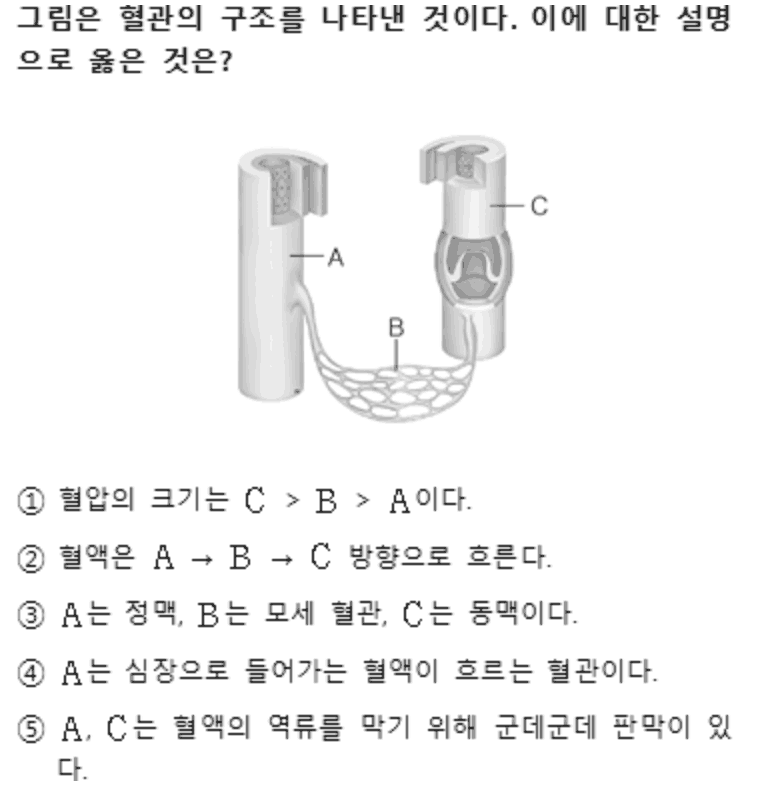 그림은 혈관의 구조를 나타낸 것이다. 이에 대한 설명
으로 옳은 것은?
C
A
B
① 혈압의 크기는 C > B > A이다.
② 혈액은 A → B → C 방향으로 흐른다.
③ A는 정맥, B는 모세 혈관, C는 동맥이다.
④ A는 심장으로 들어가는 혈액이 흐르는 혈관이다.
⑤ A, C는 혈액의 역류를 막기 위해 군데군데 판막이 있
다.